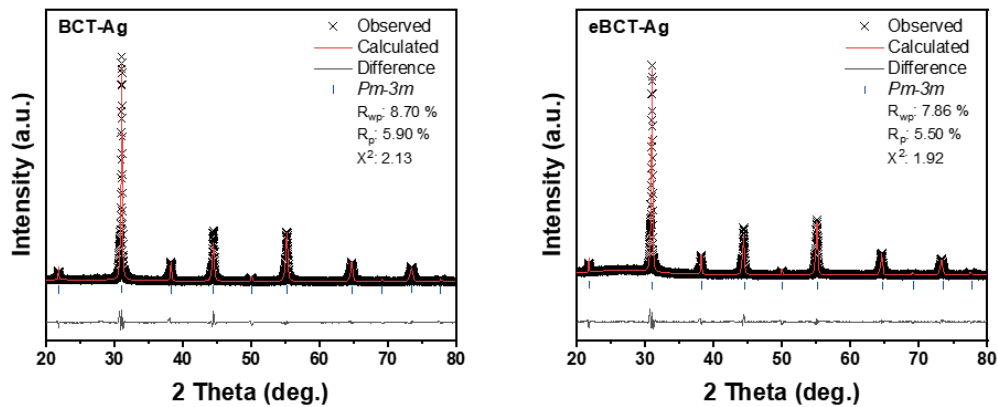 BCT-Ag
× Observed
Calculated
Difference
Pm-3m
Rwp: 8.70 %
Rp: 5.90 %
X²: 2.13
Intensity (a.u.)
20 30 40 50 60 70 80
2 Theta (deg.)
eBCT-Ag
× Observed
Calculated
Difference
Pm-3m
Rwp: 7.86 %
Rp: 5.50 %
X²: 1.92
Intensity (a.u.)
20 30 40 50 60 70 80
2 Theta (deg.)